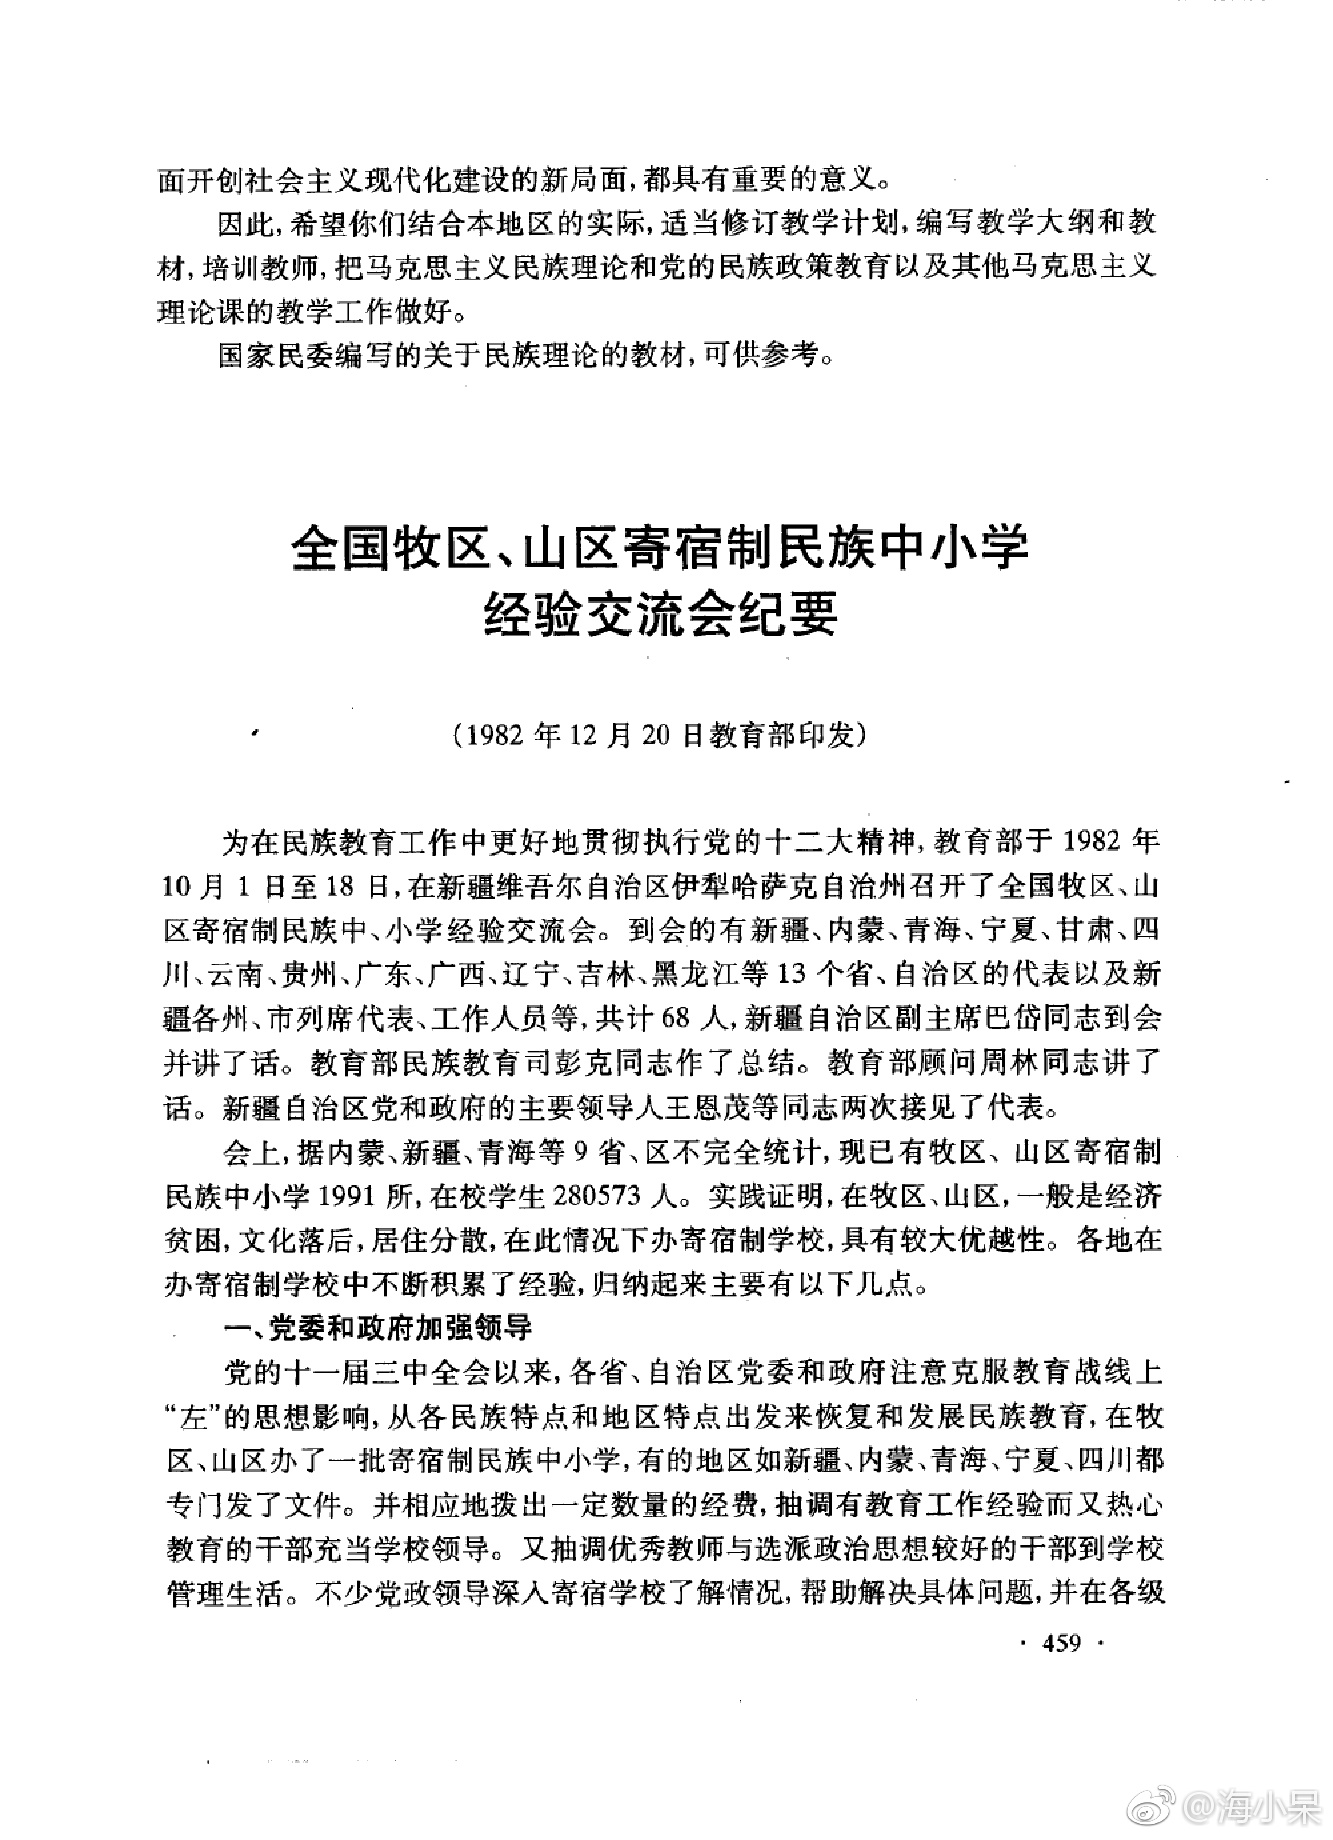 面开创社会主义现代化建设的新局面,都具有重要的意义。
因此,希望你们结合本地区的实际,适当修订教学计划,编写教学大纲和教
材,培训教师,把马克思主义民族理论和党的民族政策教育以及其他马克思主义
理论课的教学工作做好。
国家民委编写的关于民族理论的教材,可供参考。
全国牧区、山区寄宿制民族中小学
经验交流会纪要
(1982 年 12 月 20 日教育部印发)
为在民族教育工作中更好地贯彻执行党的十二大精神,教育部于 1982 年
10 月 1 日至 18 日,在新疆维吾尔自治区伊犁哈萨克自治州召开了全国牧区、山
区寄宿制民族中、小学经验交流会。到会的有新疆、内蒙、青海、宁夏、甘肃、四
川、云南、贵州、广东、广西、辽宁、吉林、黑龙江等 13 个省、自治区的代表以及新
疆各州、市列席代表、工作人员等,共计 68 人,新疆自治区副主席巴岱同志到会
并讲了话。教育部民族教育司彭克同志作了总结。教育部顾问周林同志讲了
话。新疆自治区党和政府的主要领导人王恩茂等同志两次接见了代表。
会上,据内蒙、新疆、青海等 9 省、区不完全统计,现已有牧区、山区寄宿制
民族中小学 1991 所,在校学生 280573 人。实践证明,在牧区、山区,一般是经济
贫困,文化落后,居住分散,在此情况下办寄宿制学校,具有较大优越性。各地在
办寄宿制学校中不断积累了经验,归纳起来主要有以下几点。
一、党委和政府加强领导
党的十一届三中全会以来,各省、自治区党委和政府注意克服教育战线上
“左”的思想影响,从各民族特点和地区特点出发来恢复和发展民族教育,在牧
区、山区办了一批寄宿制民族中小学,有的地区如新疆、内蒙、青海、宁夏、四川都
专门发了文件。并相应地拨出一定数量的经费,抽调有教育工作经验而又热心
教育的干部充当学校领导。又抽调优秀教师与选派政治思想较好的干部到学校
管理生活。不少党政领导深入寄宿学校了解情况,帮助解决具体问题,并在各级
· 459 ·
@海小呆